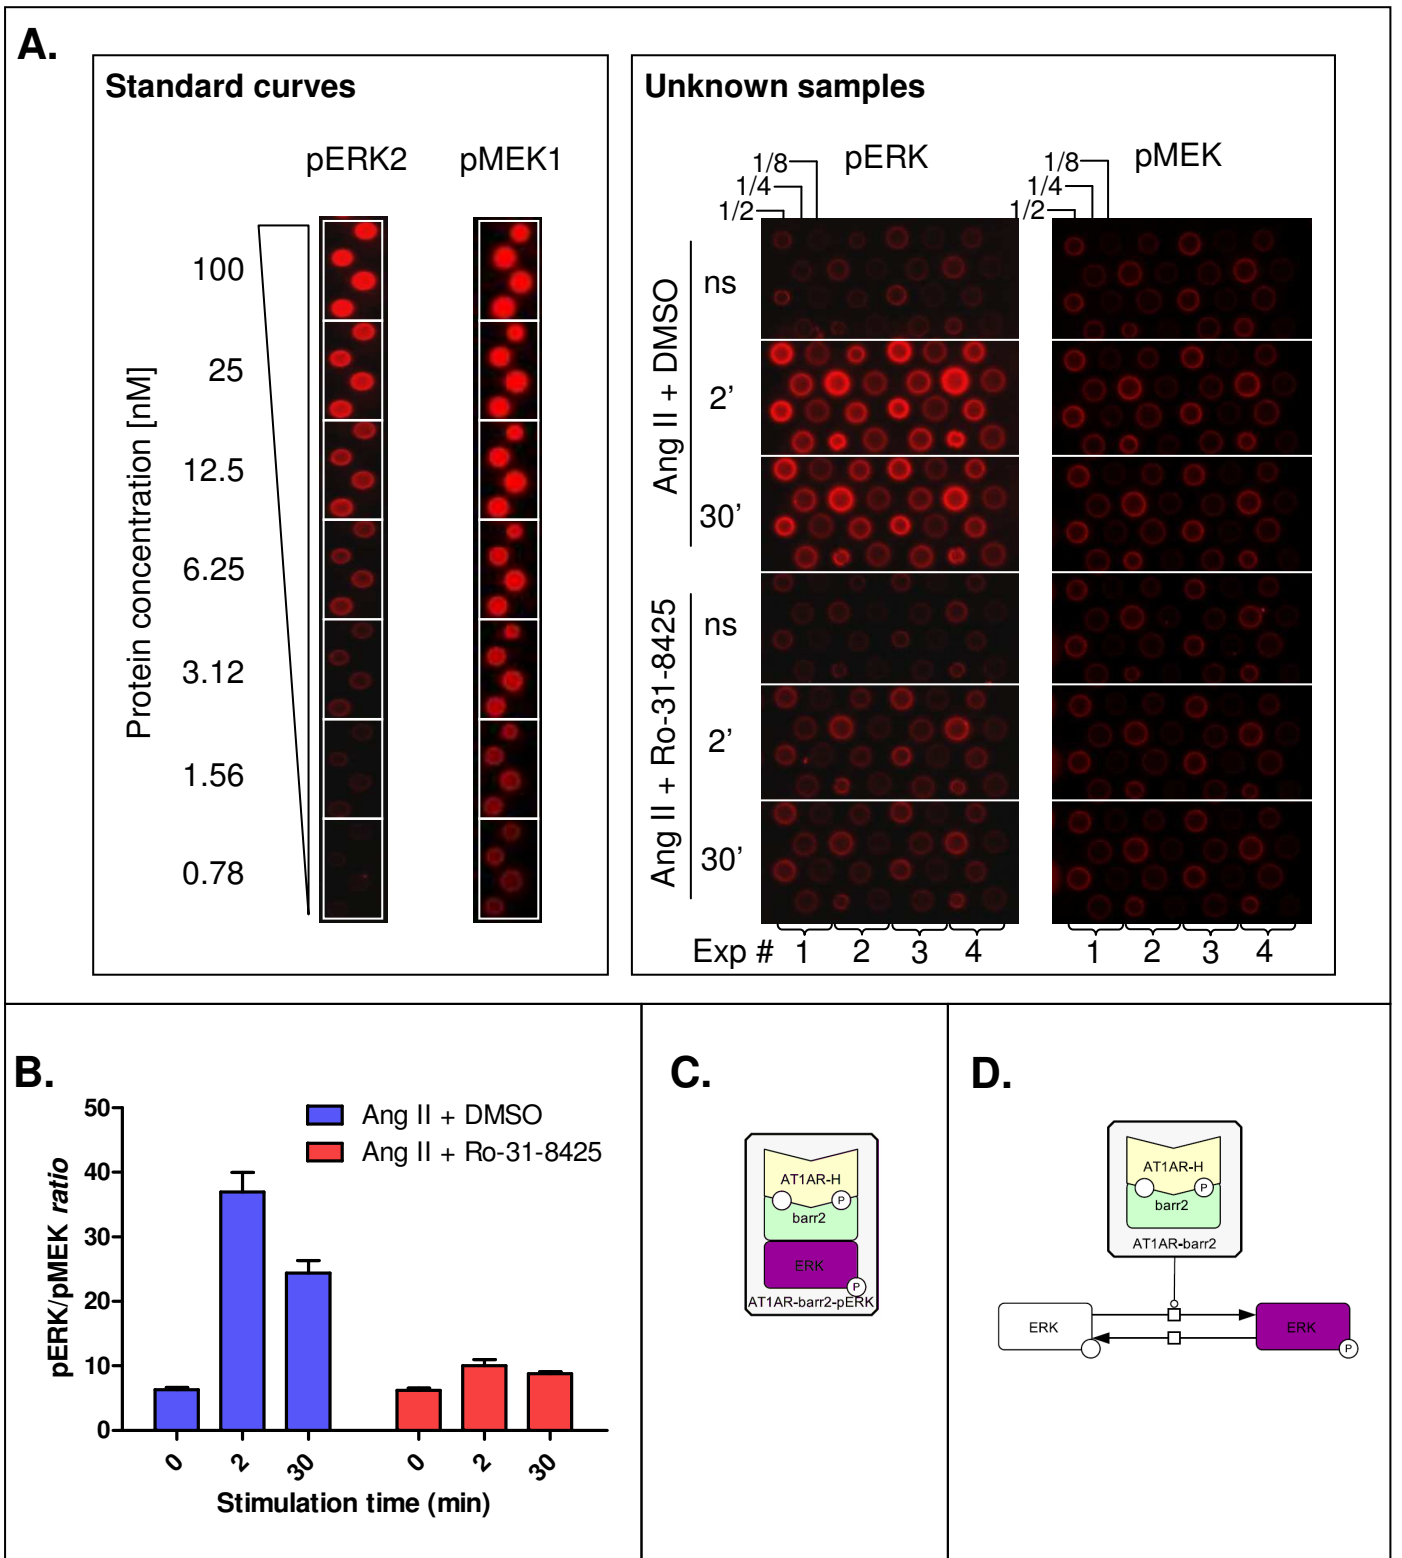 A.
Standard curves
pERK2 pMEK1
Protein concentration [nM]
100
25
12.5
6.25
3.12
1.56
0.78
Unknown samples
pERK pMEK
1/8
1/4
1/2
1/8
1/4
1/2
Ang II + DMSO
ns
2’
30’
Ang II + Ro-31-8425
ns
2’
30’
Exp # 1 2 3 4
1 2 3 4
B.
pERK/pMEK ratio
50
40
30
20
10
0
Ang II + DMSO
Ang II + Ro-31-8425
0 2 30 0 2 30
Stimulation time (min)
C.
AT1AR-H
P
barr2
ERK
P
AT1AR-barr2-pERK
D.
AT1AR-H
P
barr2
AT1AR-barr2
ERK
ERK
P